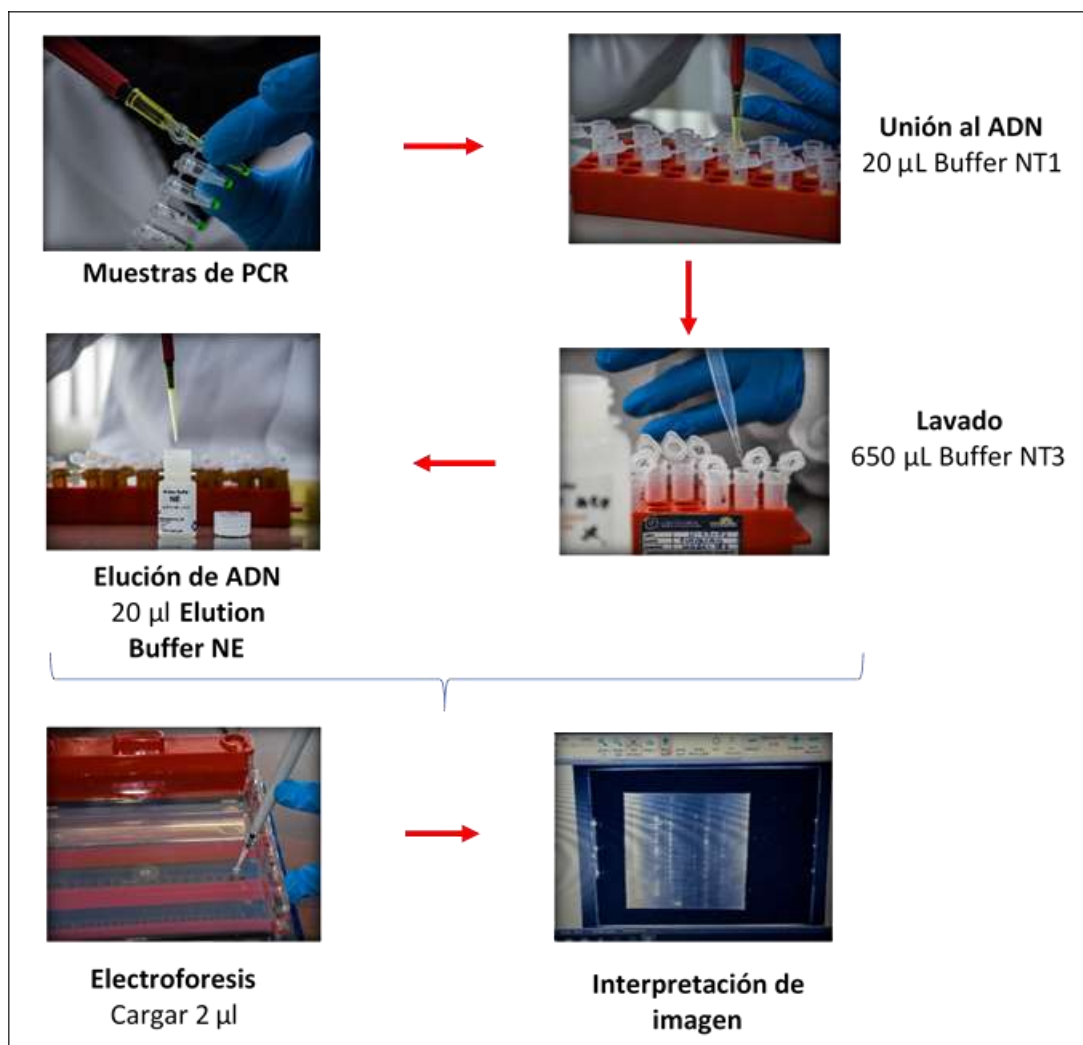 Muestras de PCR
Unión al ADN
20 µL Buffer NT1
Lavado
650 µL Buffer NT3
Elución de ADN
20 µl Elution
Buffer NE
NE
Electroforesis
Cargar 2 µl
Interpretación de
imagen